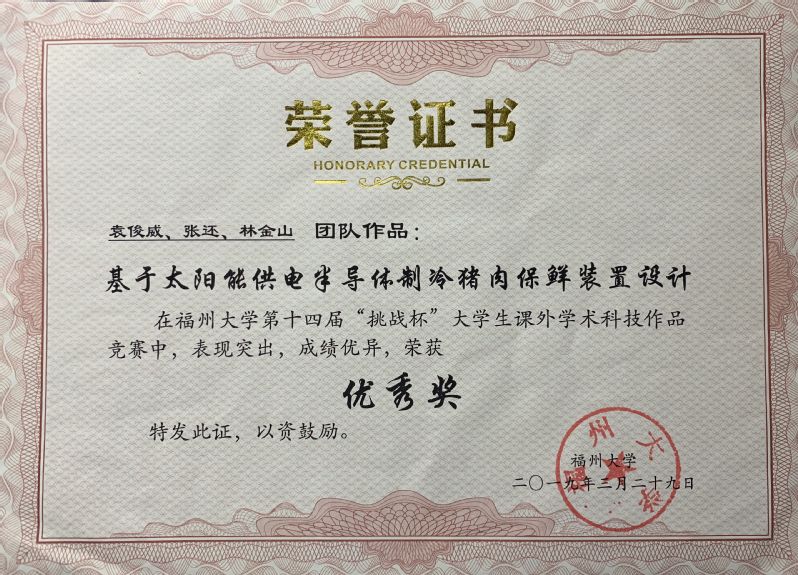 荣誉证书
HONORARY CREDENTIAL
袁俊威、张还、林金山 团队作品：
基于太阳能供电半导体制冷猪肉保鲜装置设计
在福州大学第十四届“挑战杯”大学生课外学术科技作品
竞赛中，表现突出，成绩优异，荣获
优秀奖
特发此证，以资鼓励。
福州大学
二〇一九年三月二十九日
福州大学